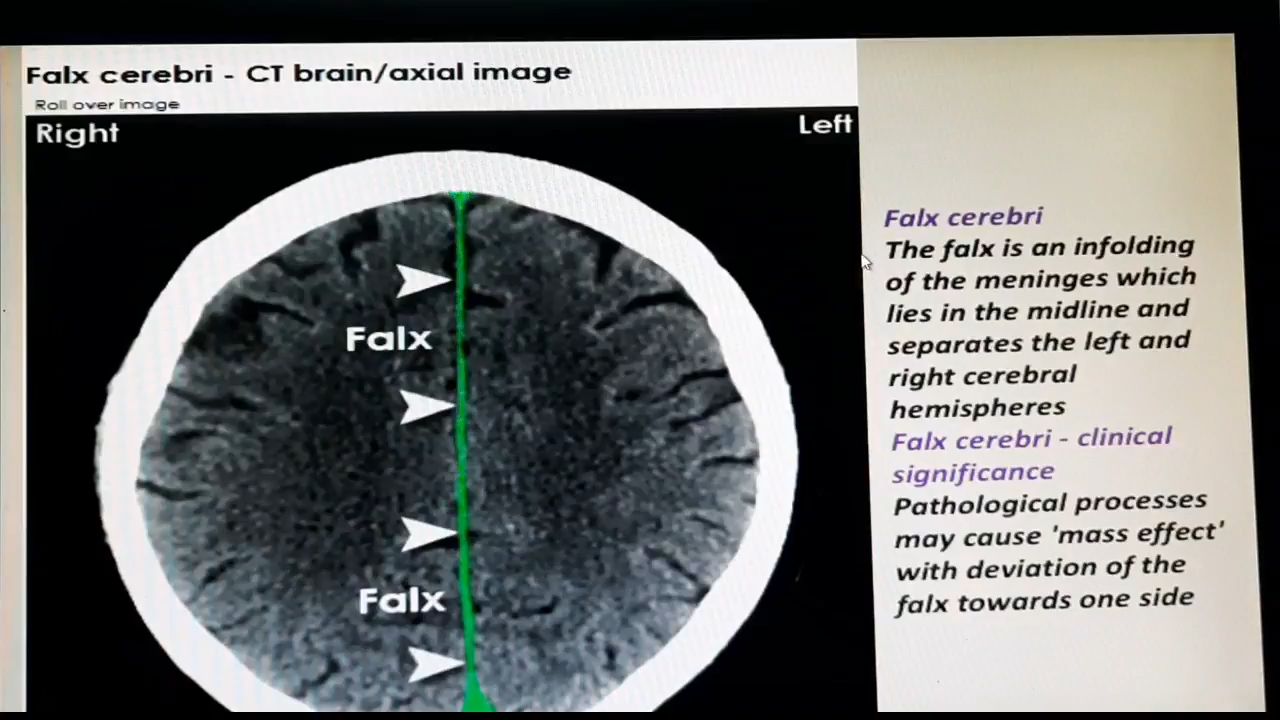 Falx cerebri - CT brain/axial image
Roll over image
Right
Left
Falx
Falx
Falx cerebri
The falx is an infolding
of the meninges which
lies in the midline and
separates the left and
right cerebral
hemispheres
Falx cerebri - clinical
significance
Pathological processes
may cause 'mass effect'
with deviation of the
falx towards one side